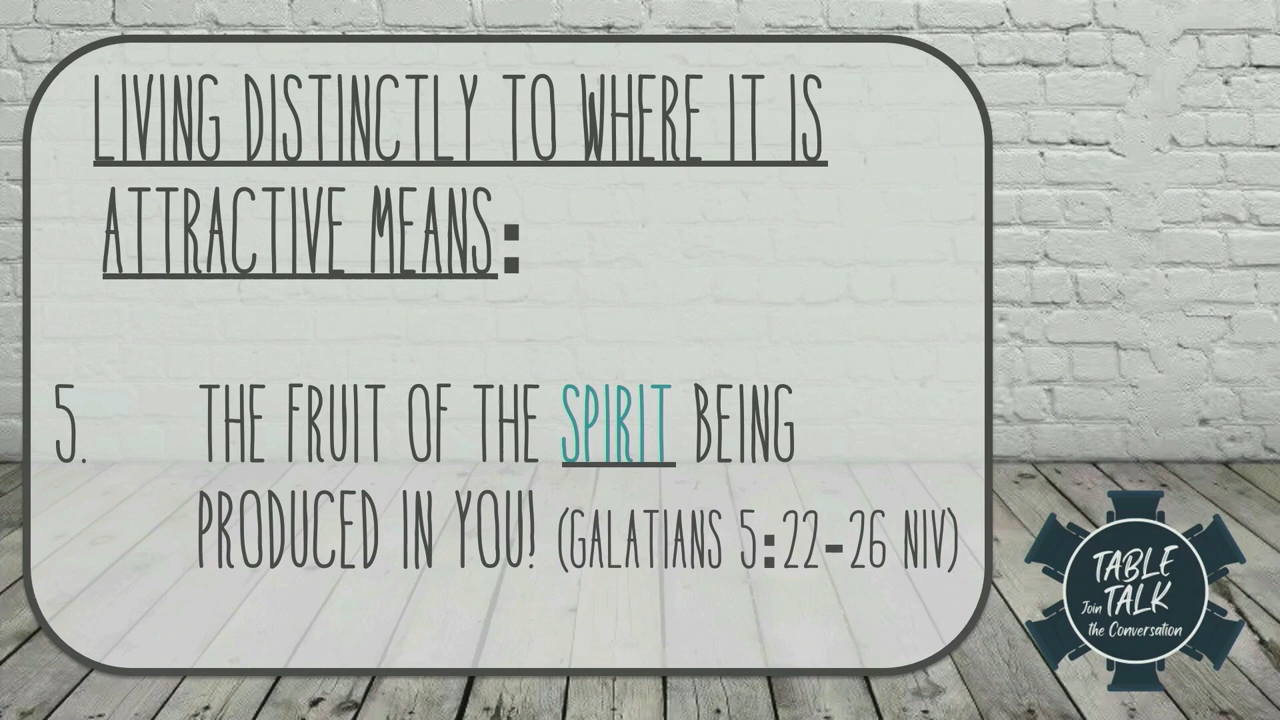 LIVING DISTINCTLY TO WHERE IT IS
ATTRACTIVE MEANS:
5. THE FRUIT OF THE SPIRIT BEING
PRODUCED IN YOU! (GALATIANS 5:22-26 NIV)
TABLE
Join TALK
the Conversation